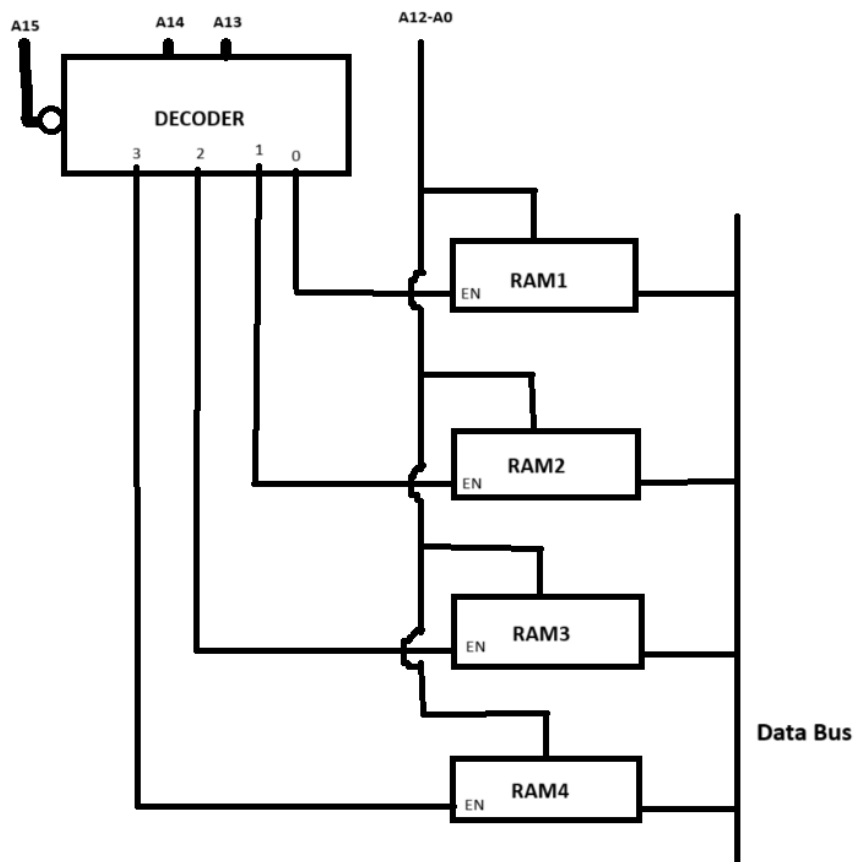 A15
A14 A13
A12-A0
DECODER
3 2 1 0
RAM1
EN
RAM2
EN
RAM3
EN
Data Bus
RAM4
EN